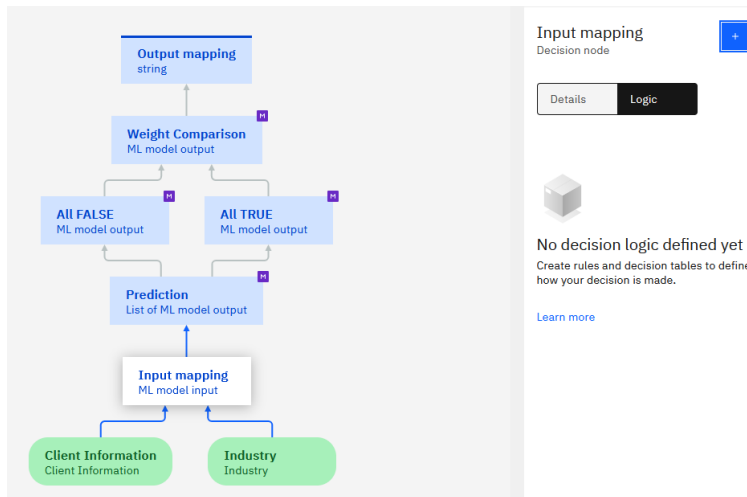 Output mapping
string
Weight Comparison
ML model output
M
All FALSE
ML model output
M
All TRUE
ML model output
M
Prediction
List of ML model output
M
Input mapping
ML model input
Client Information
Client Information
Industry
Industry
Input mapping
Decision node
+
Details
Logic
No decision logic defined yet
Create rules and decision tables to define
how your decision is made.
Learn more